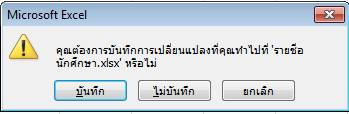 Microsoft Excel
คุณต้องการบันทึกการเปลี่ยนแปลงที่คุณทำไปที่ 'รายชื่อ
นักศึกษา.xlsx' หรือไม่
บันทึก ไม่บันทึก ยกเลิก